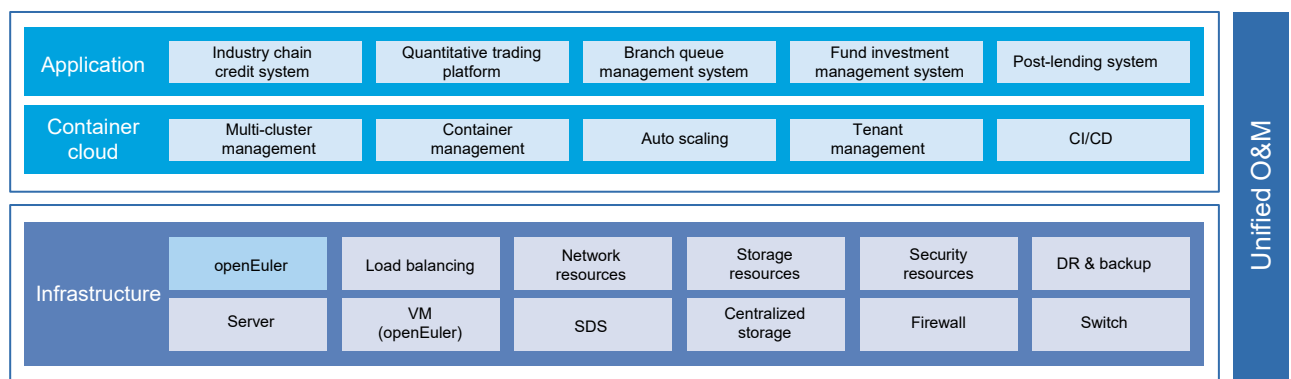 Application
Industry chain
credit system
Quantitative trading
platform
Branch queue
management system
Fund investment
management system
Post-lending system
Container
cloud
Multi-cluster
management
Container
management
Auto scaling
Tenant
management
CI/CD
Infrastructure
openEuler
Load balancing
Network
resources
Storage
resources
Security
resources
DR & backup
Server
VM
(openEuler)
SDS
Centralized
storage
Firewall
Switch
Unified O&M